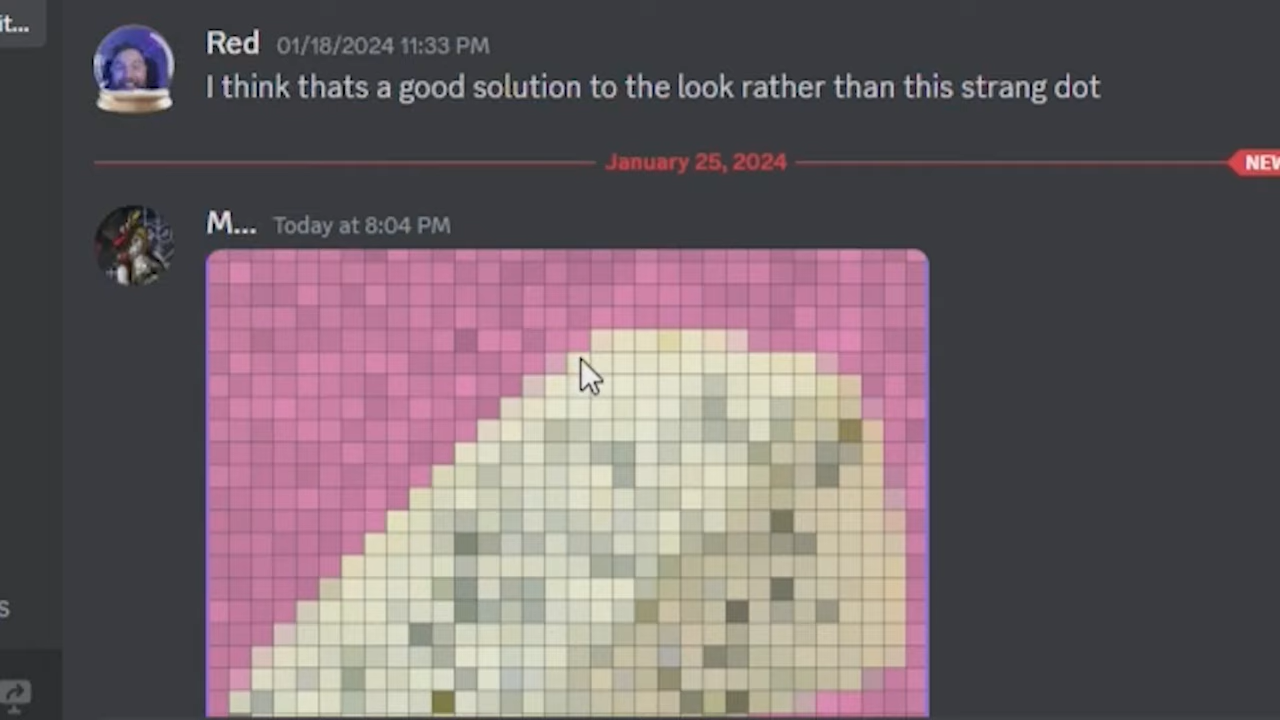 it...
Red 01/18/2024 11:33 PM
I think thats a good solution to the look rather than this strang dot
January 25, 2024
NEW
M... Today at 8:04 PM
s